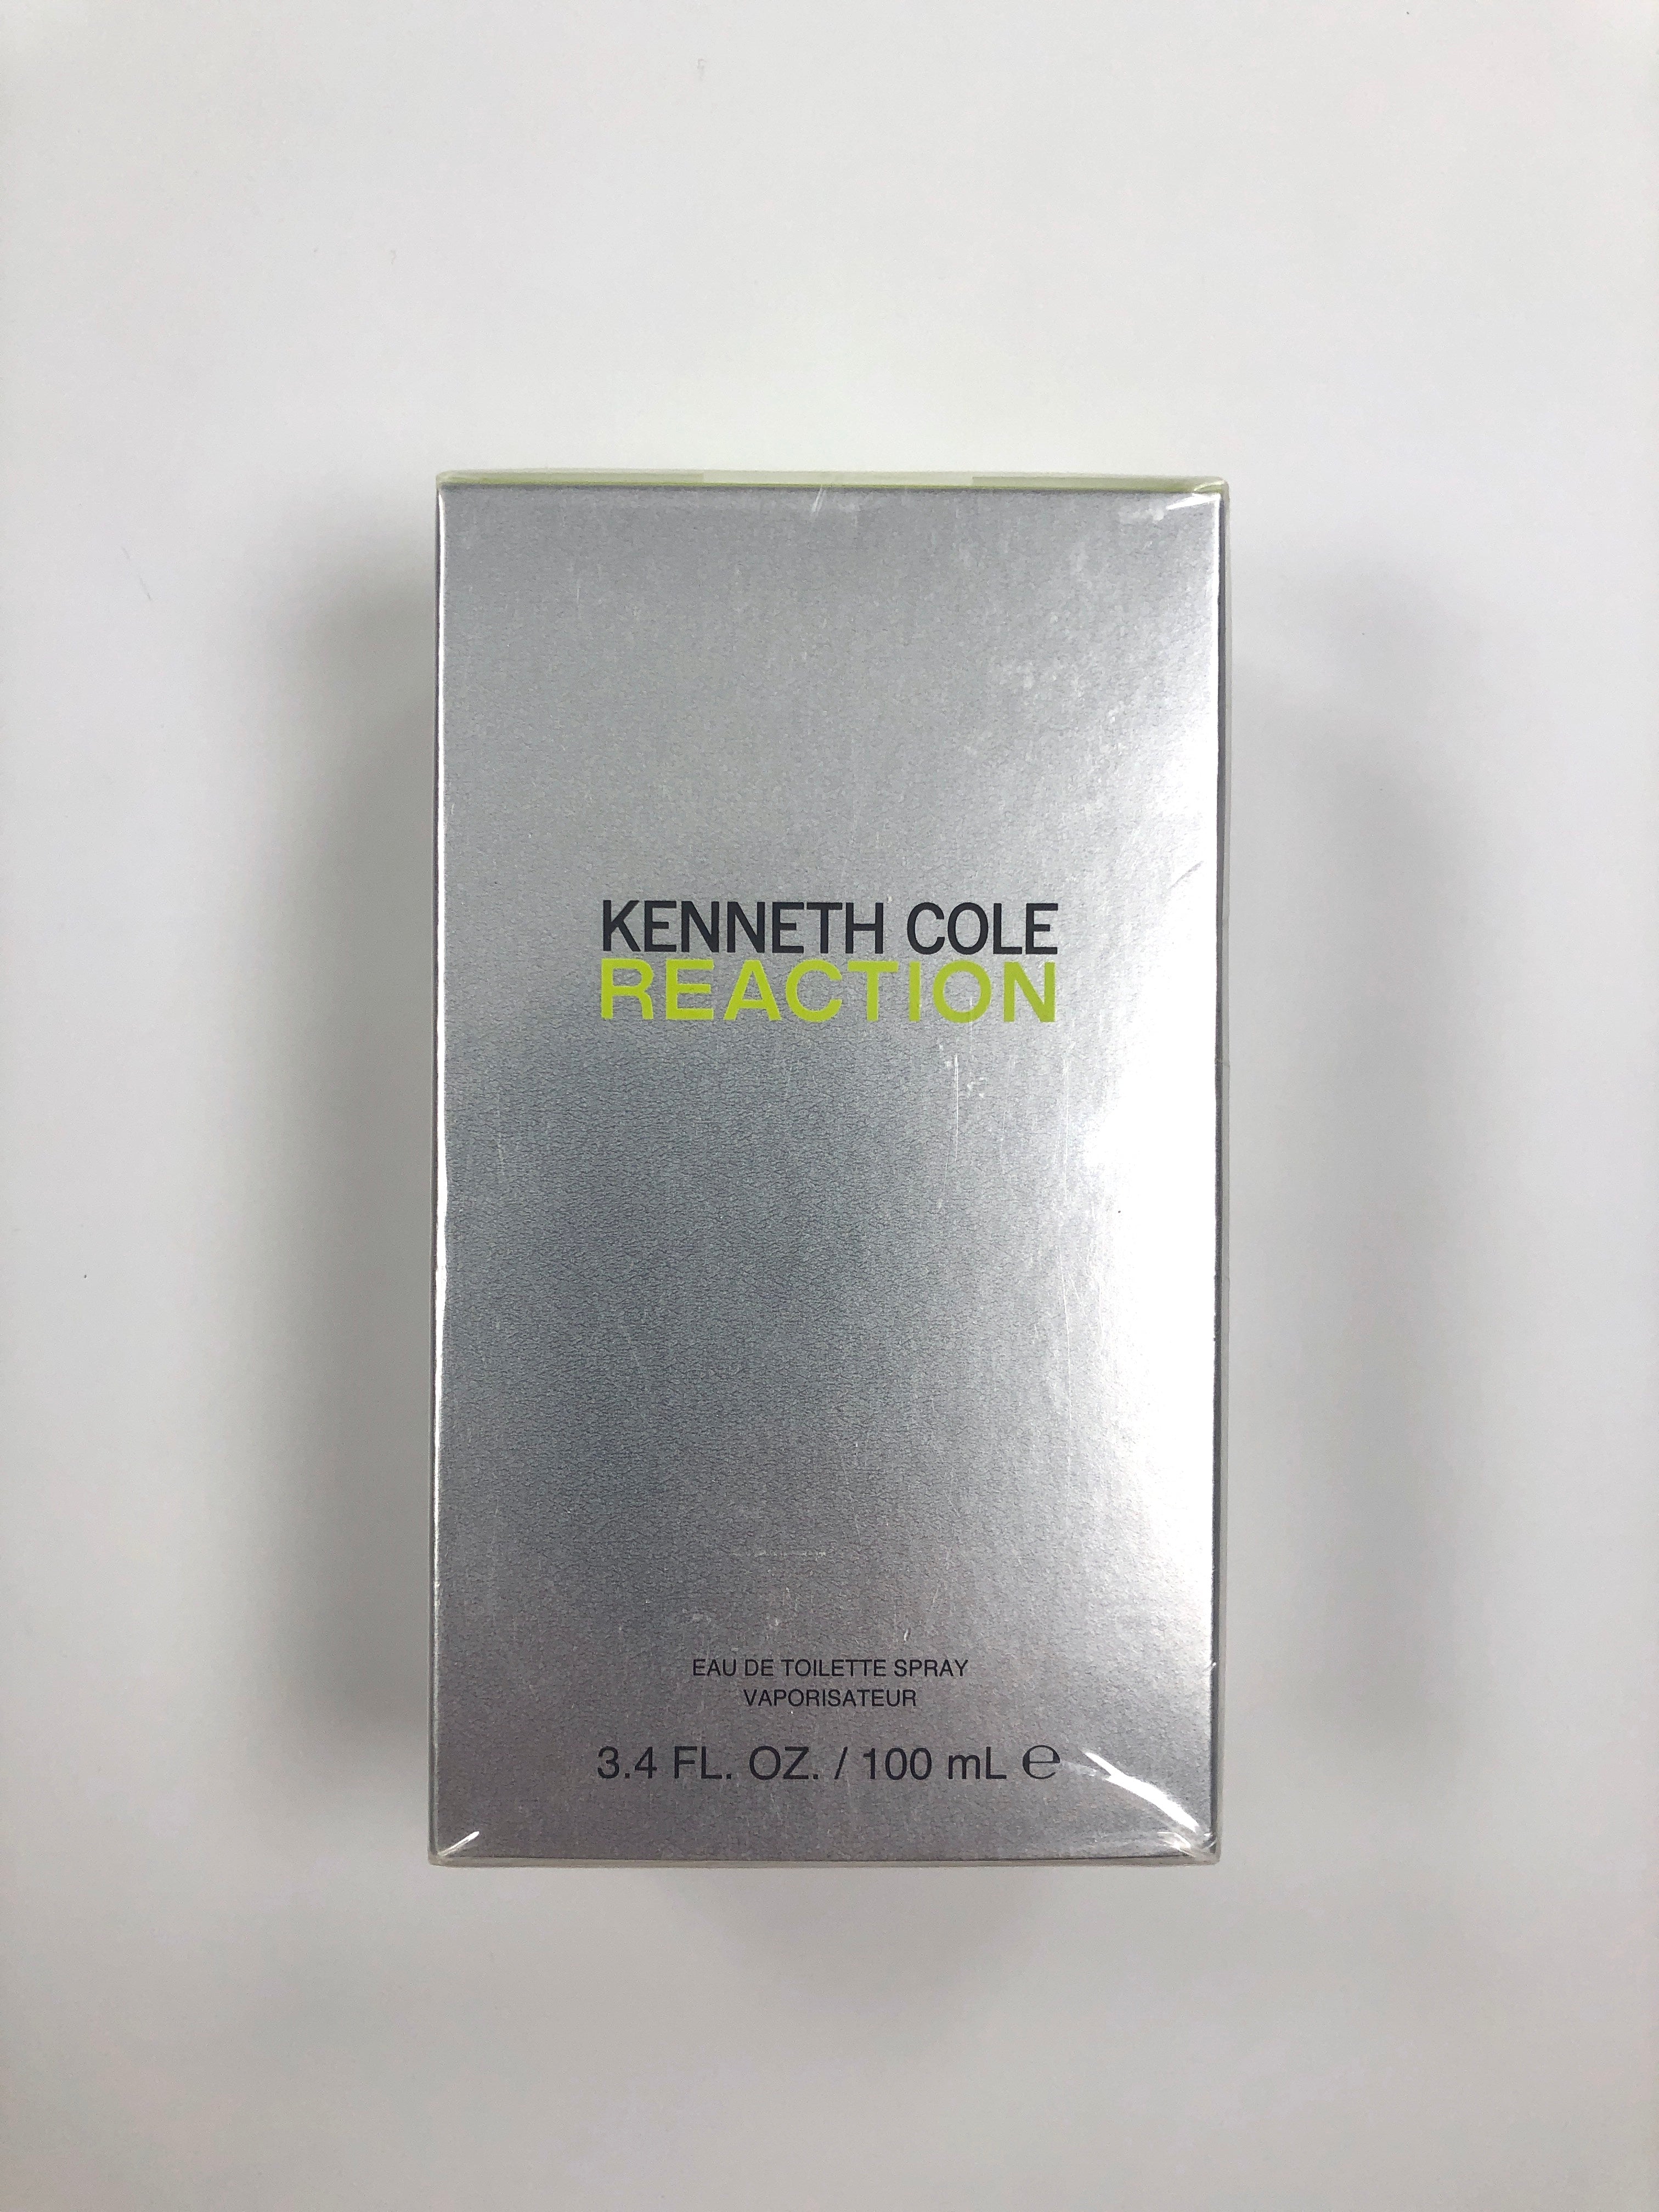 KENNETH COLE
REACTION
EAU DE TOILETTE SPRAY
VAPORISATEUR
3.4 FL. OZ. / 100 mL ℮